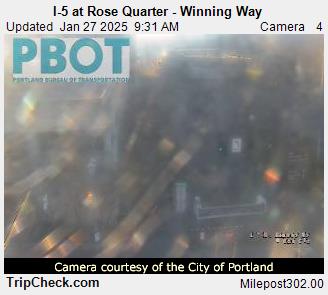 I-5 at Rose Quarter - Winning Way
Updated Jan 27 2025 9:31 AM Camera 4
PBOT
PORTLAND BUREAU OF TRANSPORTATION
Camera courtesy of the City of Portland
TripCheck.com Milepost302.00